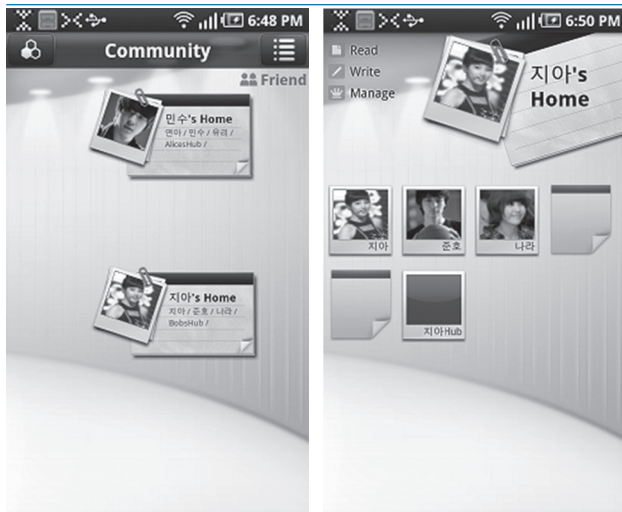 6:48 PM
Community
Friend
민수's Home
연아 / 민수 / 유리 /
AlicesHub /
지아's Home
지아 / 준호 / 나라 /
BobsHub /
6:50 PM
Read
Write
Manage
지아's
Home
지아
준호
나라
지아Hub